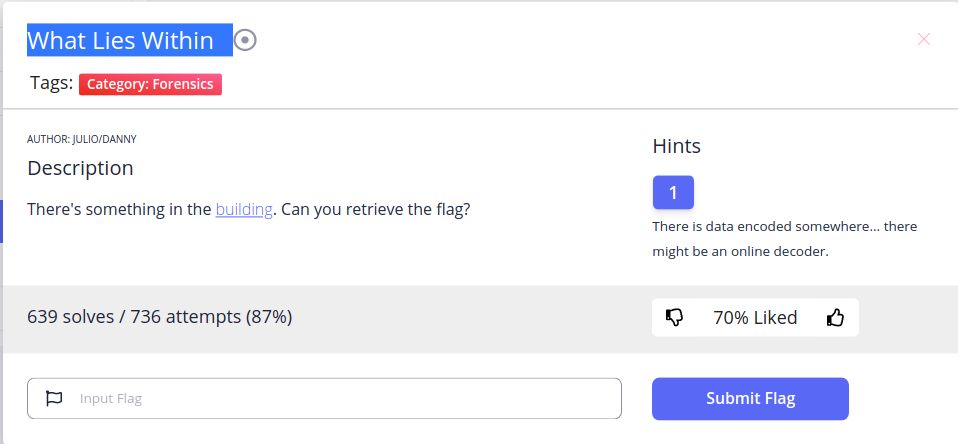 What Lies Within
Tags: Category: Forensics
AUTHOR: JULIO/DANNY
Description
There's something in the building. Can you retrieve the flag?
Hints
1
There is data encoded somewhere... there
might be an online decoder.
639 solves / 736 attempts (87%)
70% Liked
Input Flag
Submit Flag